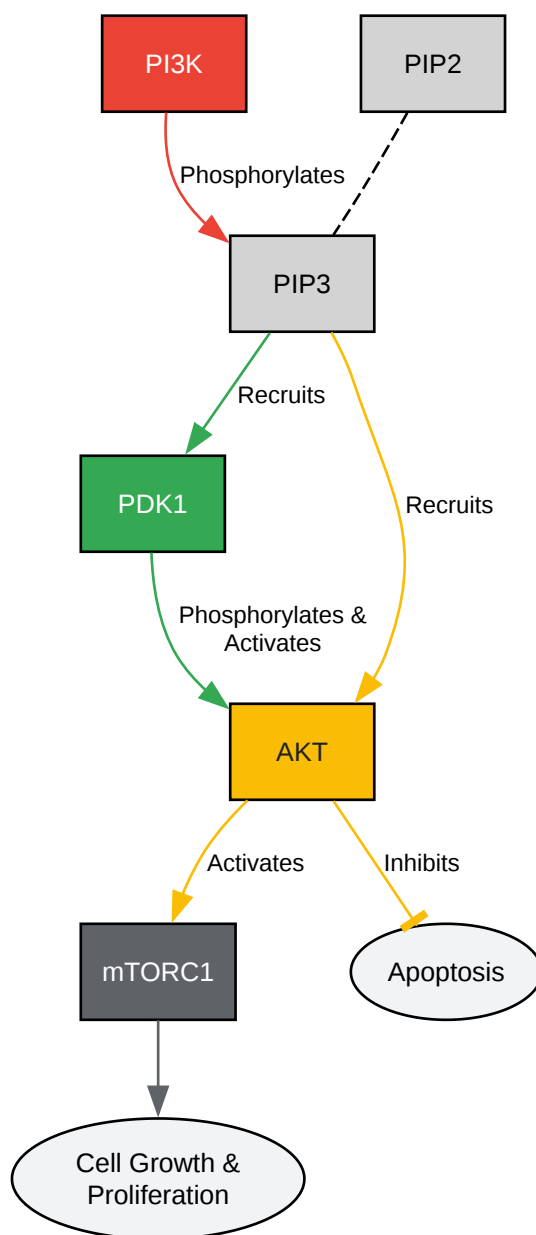 PI3K
PIP2
Phosphorylates
PIP3
Recruits
PDK1
Recruits
Phosphorylates &
Activates
AKT
Activates
Inhibits
mTORC1
Apoptosis
Cell Growth &
Proliferation